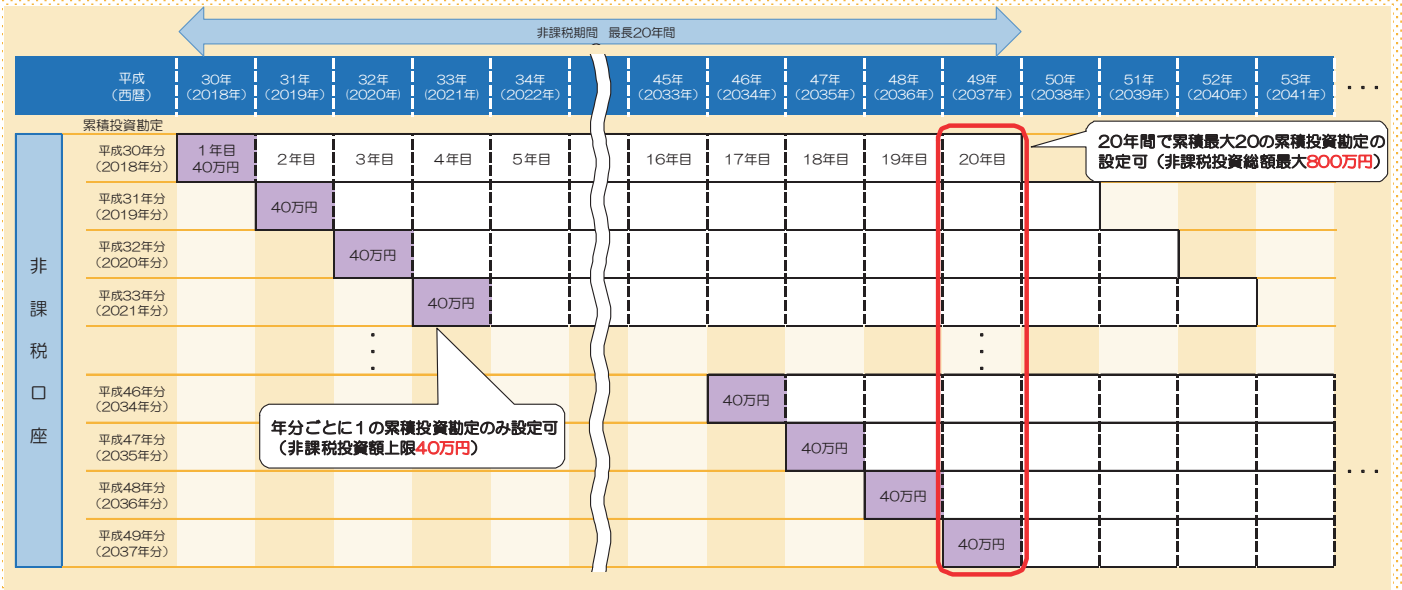 非課税期間 最長20年間
平成 30年 31年 32年 33年 34年 45年 46年 47年 48年 49年 50年 51年 52年 53年
（西暦） （2018年） （2019年） （2020年） （2021年） （2022年） （2033年） （2034年） （2035年） （2036年） （2037年） （2038年） （2039年） （2040年） （2041年） ・・・
累積投資勘定
非課税口座
平成30年分
（2018年分）
1年目
40万円
2年目 3年目 4年目 5年目 16年目 17年目 18年目 19年目 20年目
20年間で累積最大20の累積投資勘定の
設定可（非課税投資総額最大800万円）
平成31年分
（2019年分）
40万円
平成32年分
（2020年分）
40万円
平成33年分
（2021年分）
40万円
年分ごとに1の累積投資勘定のみ設定可
（非課税投資額上限40万円）
平成46年分
（2034年分）
40万円
平成47年分
（2035年分）
40万円
・・・
平成48年分
（2036年分）
40万円
平成49年分
（2037年分）
40万円